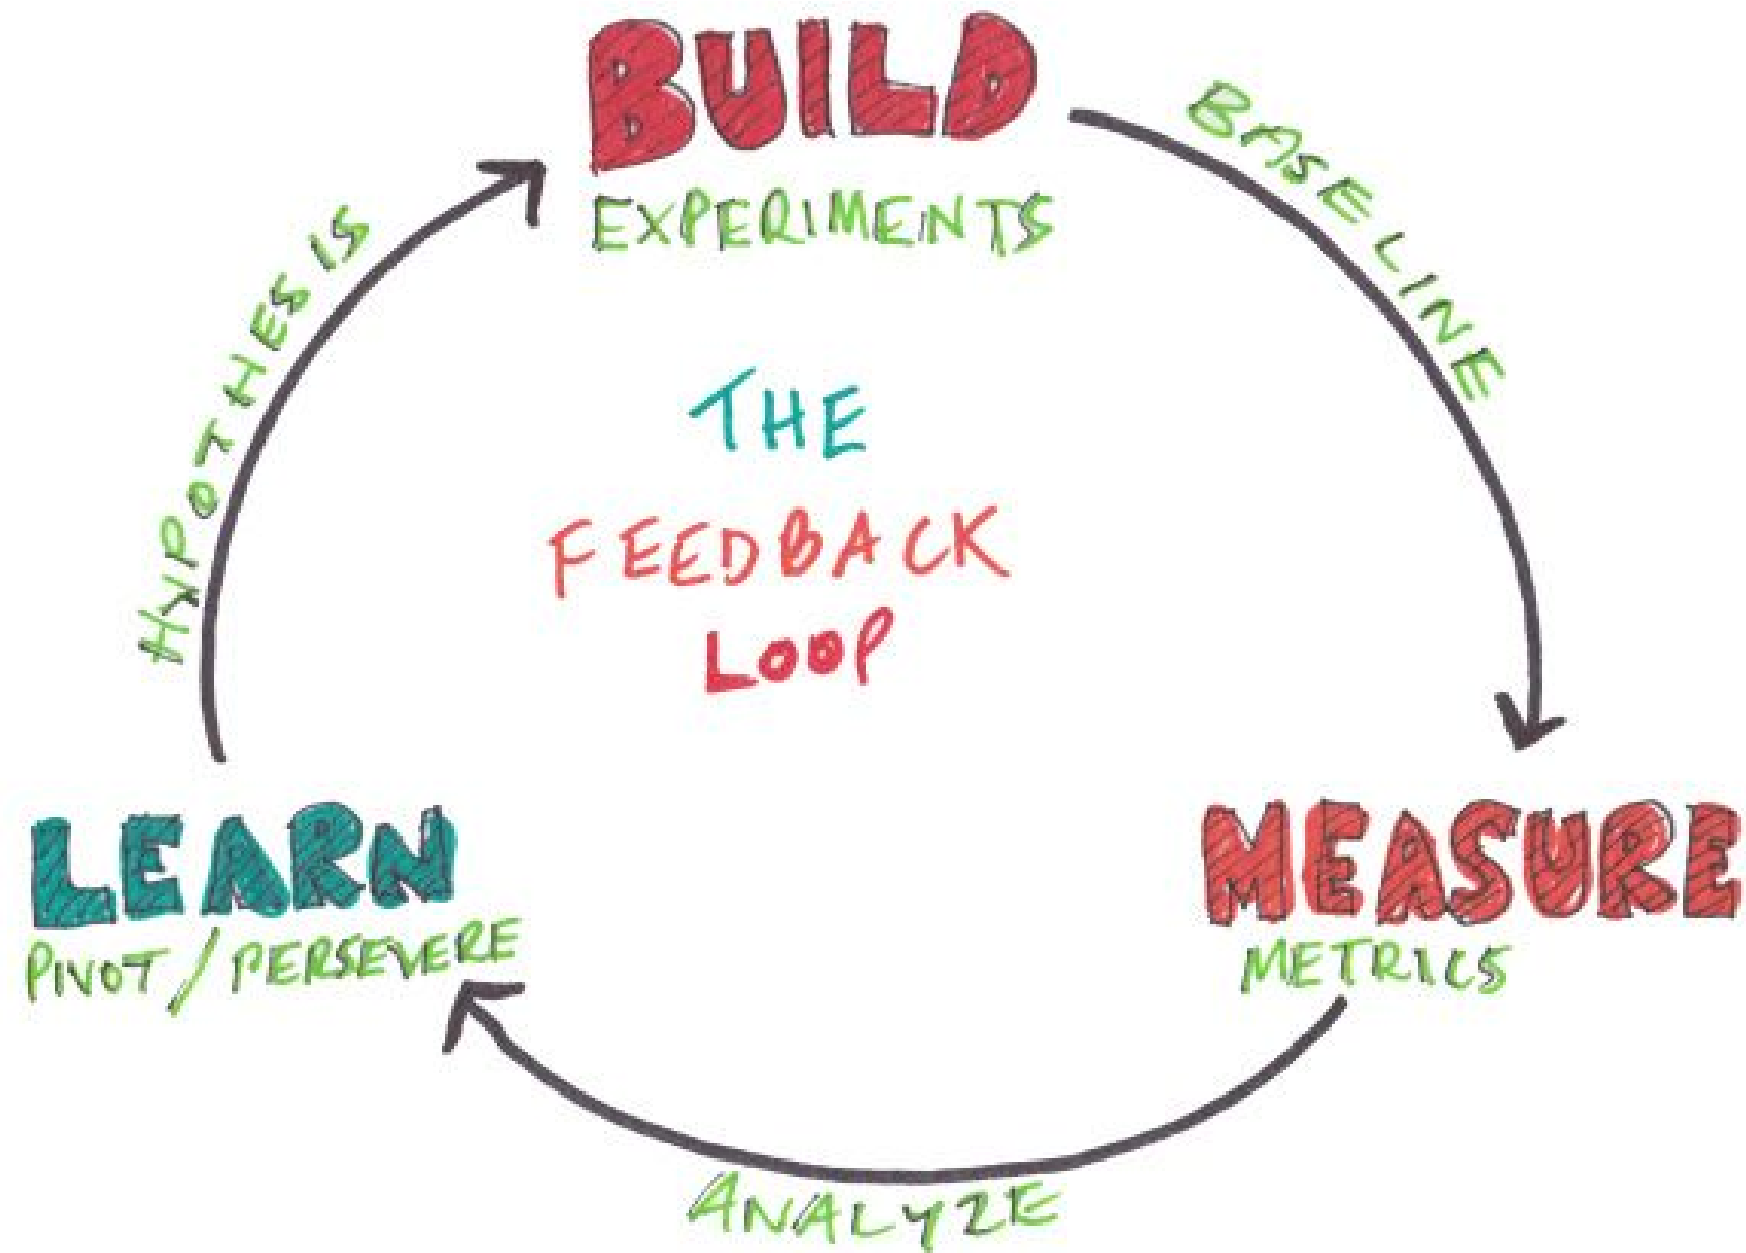 BUILD
EXPERIMENTS
BASELINE
HYPOTHESIS
THE
FEEDBACK
LOOP
LEARN
PIVOT / PERSEVERE
MEASURE
METRICS
ANALYZE